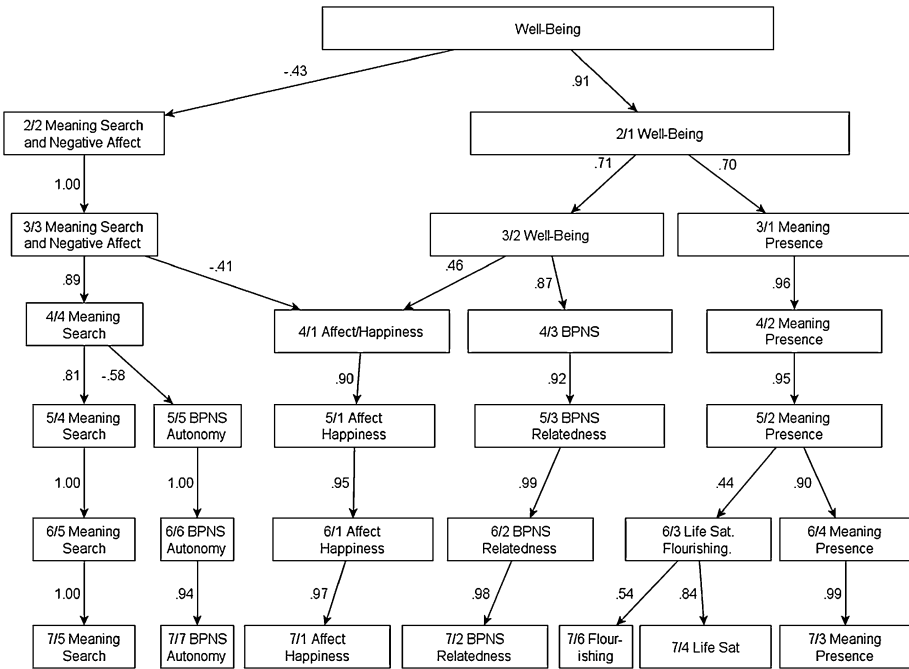 Well-Being
-.43
.91
2/2 Meaning Search
and Negative Affect
2/1 Well-Being
1.00
.71
.70
3/3 Meaning Search
and Negative Affect
3/2 Well-Being
3/1 Meaning
Presence
.89
-.41
.46
.87
.96
4/4 Meaning
Search
4/1 Affect/Happiness
4/3 BPNS
4/2 Meaning
Presence
.81
-.58
.90
.92
.95
5/4 Meaning
Search
5/5 BPNS
Autonomy
5/1 Affect
Happiness
5/3 BPNS
Relatedness
5/2 Meaning
Presence
1.00
1.00
.95
.99
.44
.90
6/5 Meaning
Search
6/6 BPNS
Autonomy
6/1 Affect
Happiness
6/2 BPNS
Relatedness
6/3 Life Sat.
Flourishing.
6/4 Meaning
Presence
1.00
.94
.97
.98
.54
.84
.99
7/5 Meaning
Search
7/7 BPNS
Autonomy
7/1 Affect
Happiness
7/2 BPNS
Relatedness
7/6 Flour-
ishing
7/4 Life Sat
7/3 Meaning
Presence